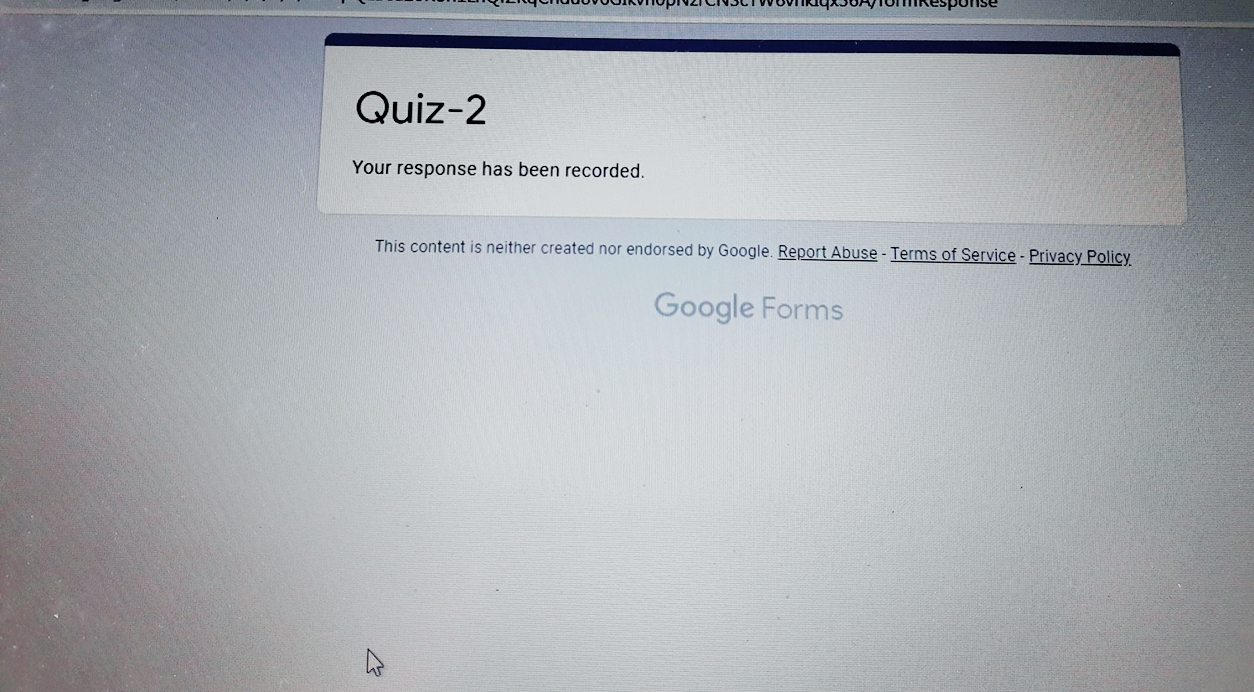 Quiz-2
Your response has been recorded.
This content is neither created nor endorsed by Google. Report Abuse - Terms of Service - Privacy Policy
Google Forms